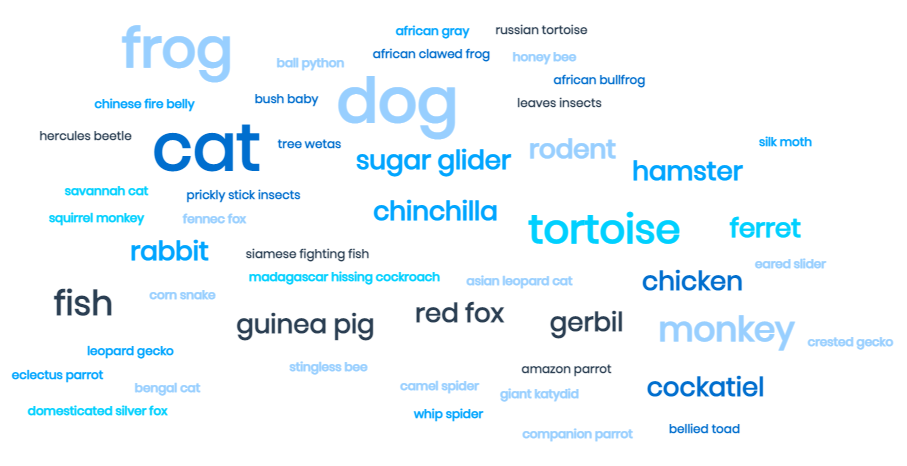 african gray
russian tortoise
frog
african clawed frog
honey bee
ball python
african bullfrog
dog
chinese fire belly
bush baby
leaves insects
hercules beetle
cat
tree wetas
silk moth
rodent
sugar glider
hamster
savannah cat
prickly stick insects
chinchilla
squirrel monkey
fennec fox
tortoise
ferret
rabbit
siamese fighting fish
eared slider
madagascar hissing cockroach
asian leopard cat
chicken
corn snake
fish
red fox
guinea pig
gerbil
monkey
crested gecko
leopard gecko
stingless bee
amazon parrot
eclectus parrot
bengal cat
camel spider
giant katydid
cockatiel
domesticated silver fox
whip spider
companion parrot
bellied toad